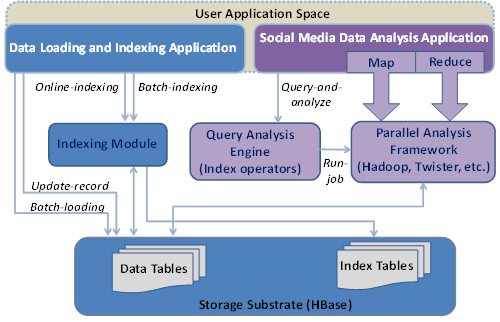 User Application Space
Data Loading and Indexing Application
Social Media Data Analysis Application
Map
Reduce
Online-indexing
Batch-indexing
Query-and-
analyze
Indexing Module
Query Analysis
Engine
(Index operators)
Run-
job
Parallel Analysis
Framework
(Hadoop, Twister, etc.)
Update-record
Batch-loading
Data Tables
Index Tables
Storage Substrate (HBase)